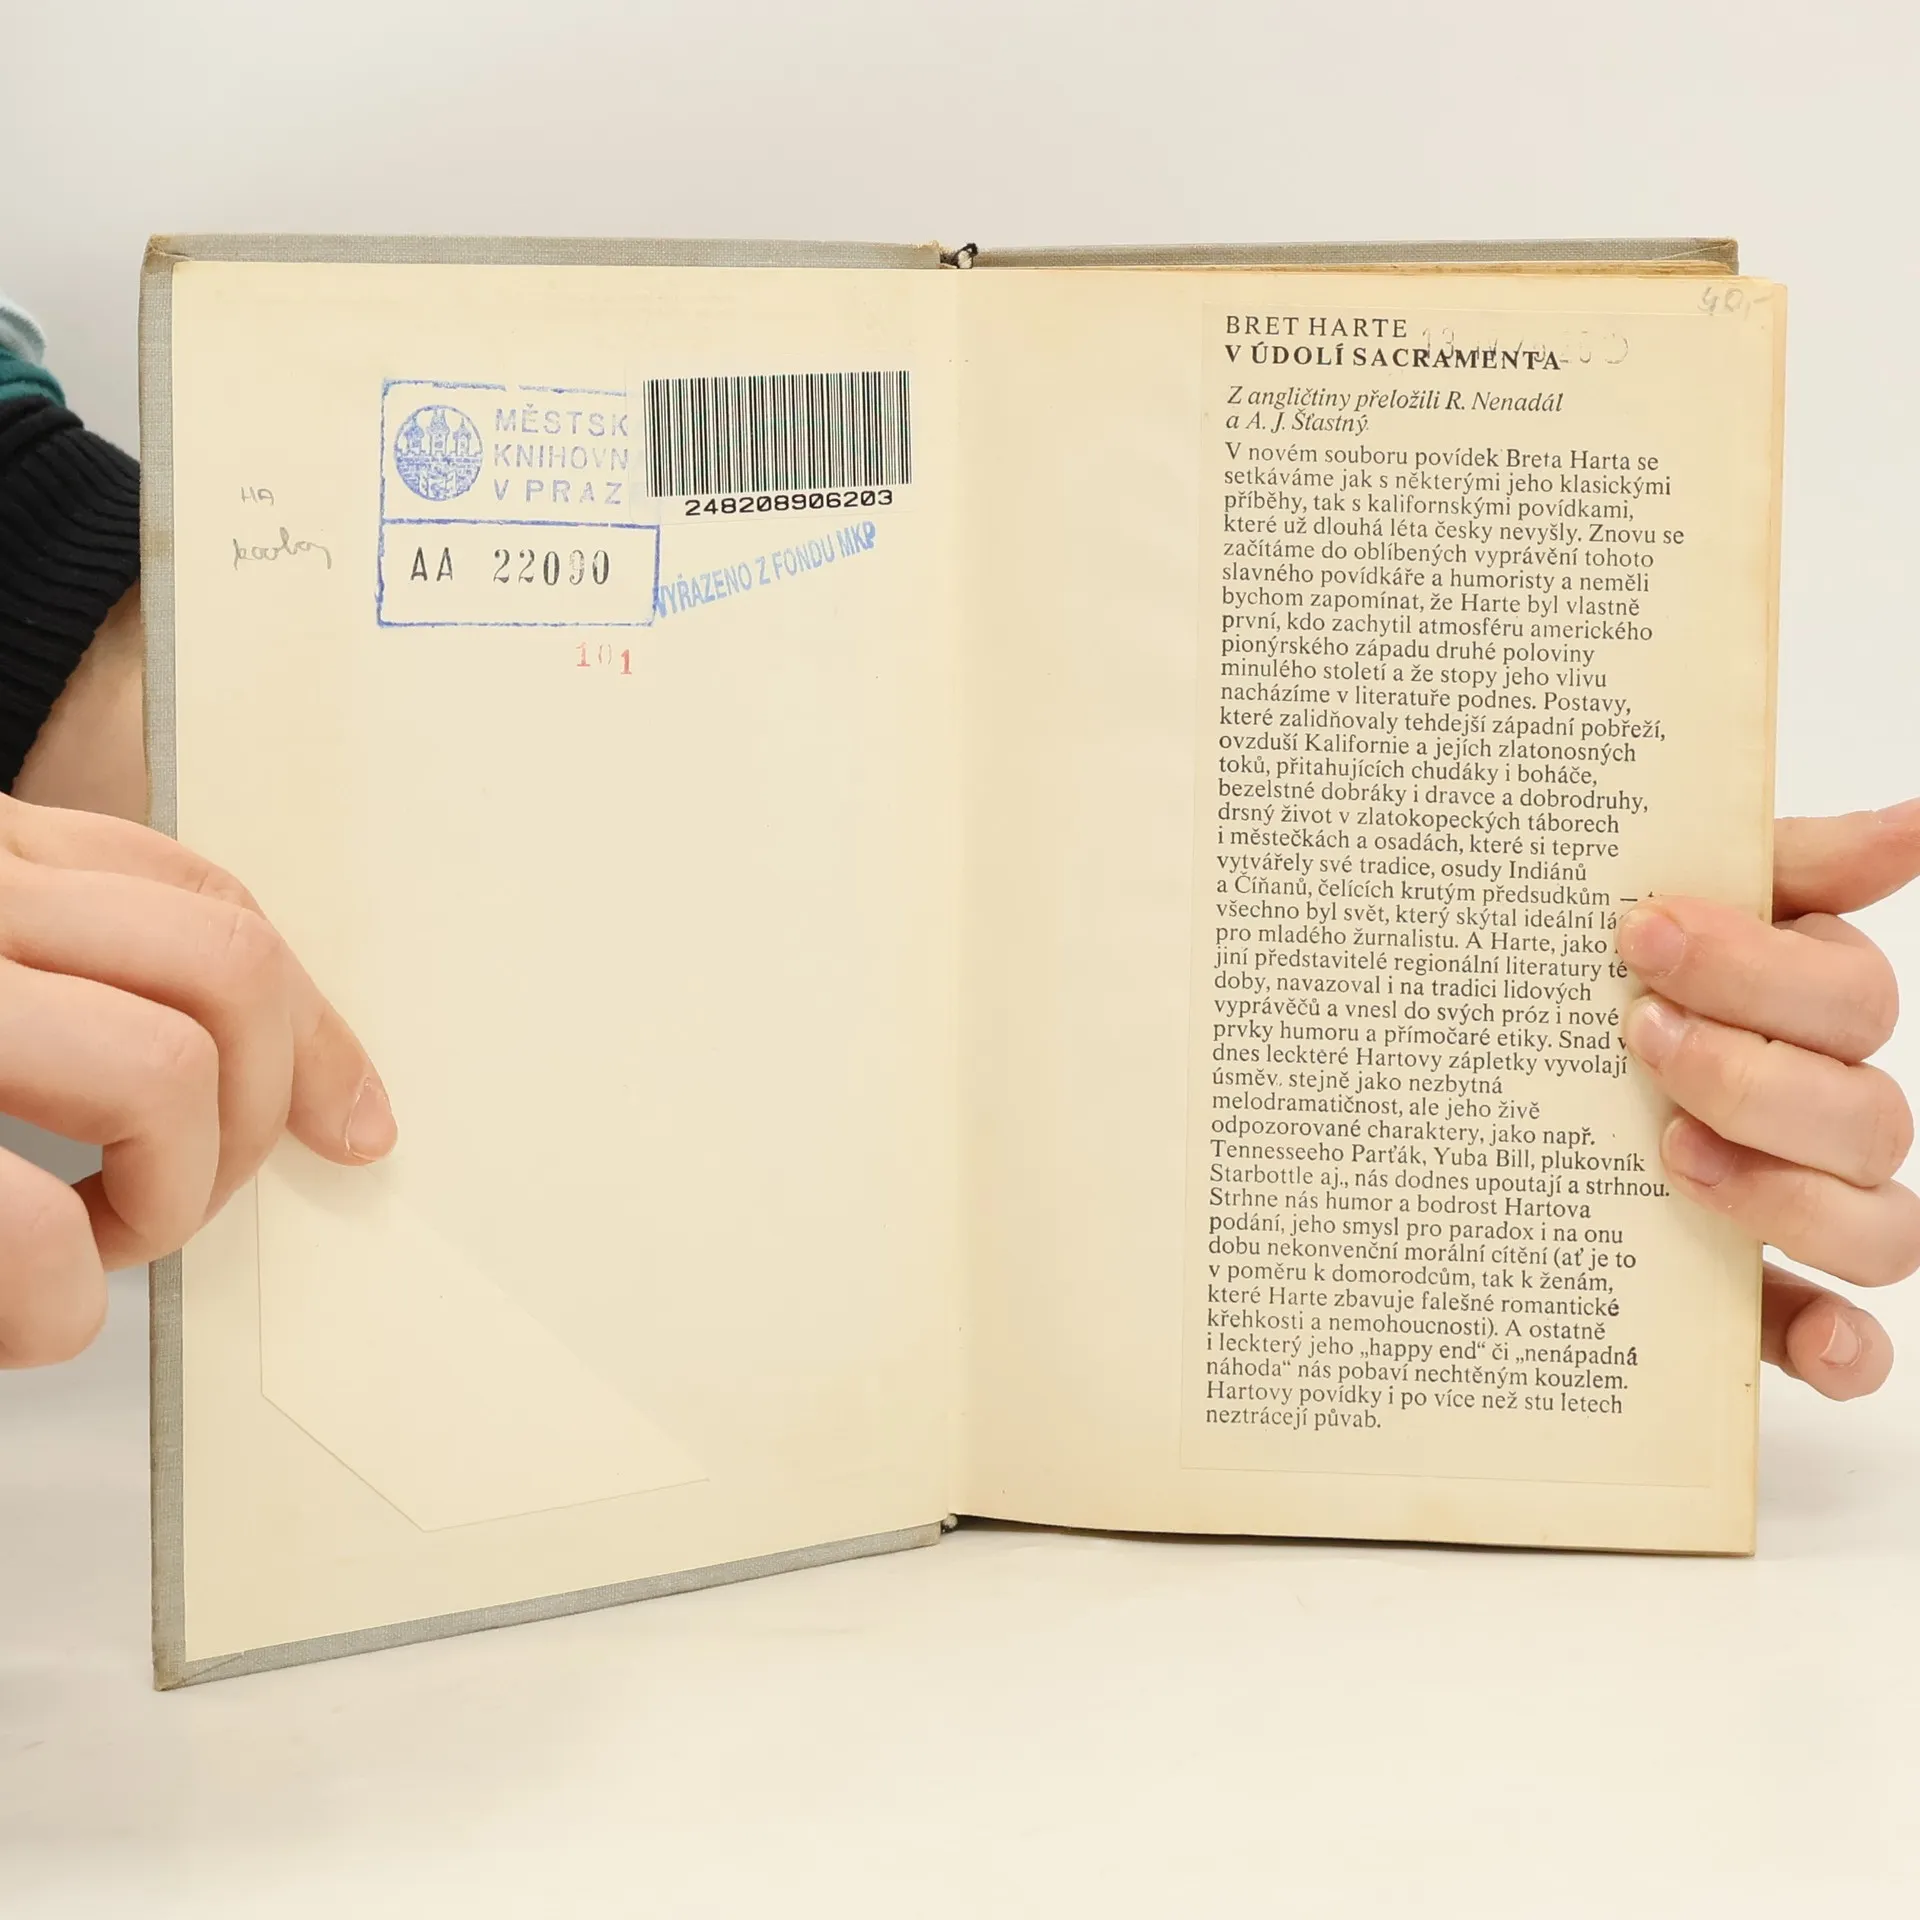 HA
MĚSTSK
KNIHOVN
V PRAZ
248208906203
AA 22090
VYŘAZENO Z FONDU MKP
101
40,-
BRET HARTE
V ÚDOLÍ SACRAMENTA
Z angličtiny přeložili R. Nenadál
a A. J. Šťastný
V novém souboru povídek Breta Harta se
setkáváme jak s některými jeho klasickými
příběhy, tak s kalifornskými povídkami,
které už dlouhá léta česky nevyšly. Znovu se
začítáme do oblíbených vyprávění tohoto
slavného povídkáře a humoristy a neměli
bychom zapomínat, že Harte byl vlastně
první, kdo zachytil atmosféru amerického
pionýrského západu druhé poloviny
minulého století a že stopy jeho vlivu
nacházíme v literatuře podnes. Postavy,
které zalidňovaly tehdejší západní pobřeží,
ovzduší Kalifornie a jejích zlatonosných
toků, přitahujících chudáky i boháče,
bezelstné dobráky i dravce a dobrodruhy,
drsný život v zlatokopeckých táborech
i městečkách a osadách, které si teprve
vytvářely své tradice, osudy Indiánů
a Číňanů, čelících krutým předsudkům —
všechno byl svět, který skýtal ideální
pro mladého žurnalistu. A Harte, jako
jiní představitelé regionální literatury té
doby, navazoval i na tradici lidových
vyprávěčů a vnesl do svých próz i nové
prvky humoru a přímočaré etiky. Snad
dnes leckteré Hartovy zápletky vyvolají
úsměv, stejně jako nezbytná
melodramatičnost, ale jeho živě
odpozorované charaktery, jako např.
Tennesseeho Parťák, Yuba Bill, plukovník
Starbottle aj., nás dodnes upoutají a strhnou.
Strhne nás humor a bodrost Hartova
podání, jeho smysl pro paradox i na onu
dobu nekonvenční morální cítění (ať je to
v poměru k domorodcům, tak k ženám,
které Harte zbavuje falešné romantické
křehkosti a nemohoucnosti). A ostatně
i leckterý jeho „happy end“ či „nenápadná
náhoda“ nás pobaví nechtěným kouzlem.
Hartovy povídky i po více než stu letech
neztrácejí půvab.